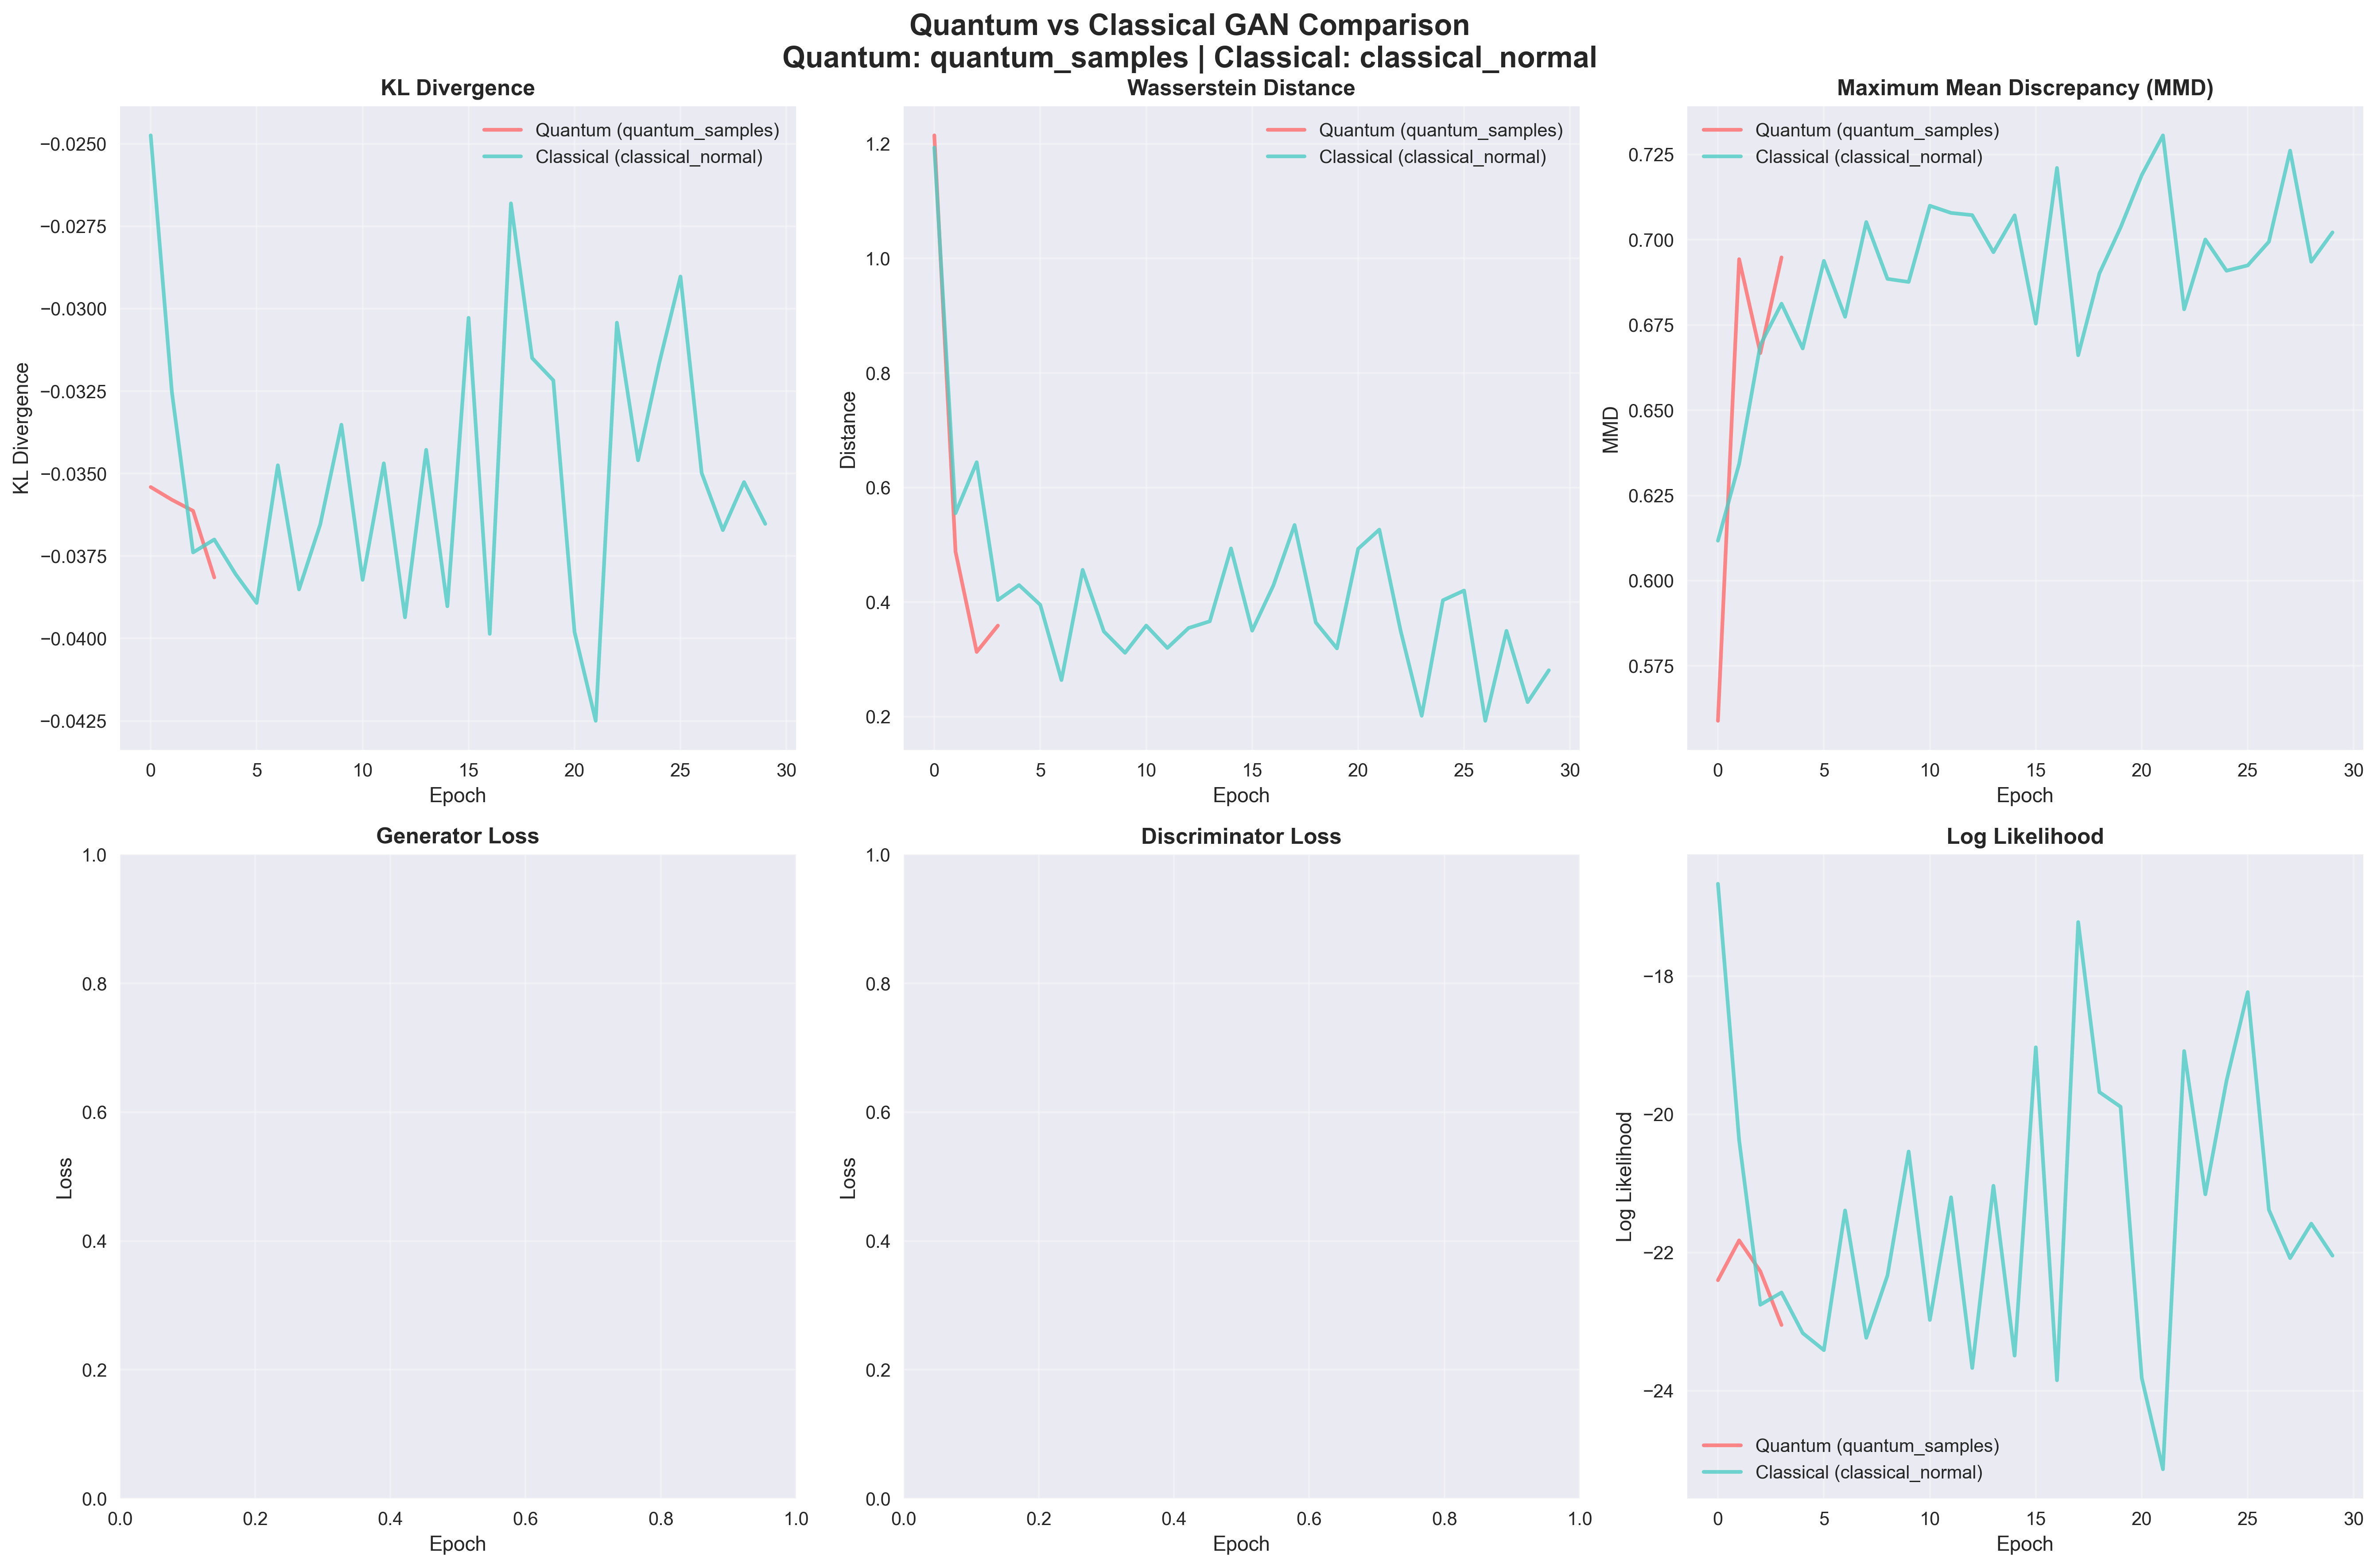 Quantum vs Classical GAN Comparison
Quantum: quantum_samples | Classical: classical_normal
KL Divergence
Quantum (quantum_samples)
Classical (classical_normal)
KL Divergence
−0.0250
−0.0275
−0.0300
−0.0325
−0.0350
−0.0375
−0.0400
−0.0425
0 5 10 15 20 25 30
Epoch
Wasserstein Distance
Quantum (quantum_samples)
Classical (classical_normal)
Distance
1.2
1.0
0.8
0.6
0.4
0.2
0 5 10 15 20 25 30
Epoch
Maximum Mean Discrepancy (MMD)
Quantum (quantum_samples)
Classical (classical_normal)
MMD
0.725
0.700
0.675
0.650
0.625
0.600
0.575
0 5 10 15 20 25 30
Epoch
Generator Loss
Loss
1.0
0.8
0.6
0.4
0.2
0.0
0.0 0.2 0.4 0.6 0.8 1.0
Epoch
Discriminator Loss
Loss
1.0
0.8
0.6
0.4
0.2
0.0
0.0 0.2 0.4 0.6 0.8 1.0
Epoch
Log Likelihood
Log Likelihood
−18
−20
−22
−24
Quantum (quantum_samples)
Classical (classical_normal)
0 5 10 15 20 25 30
Epoch